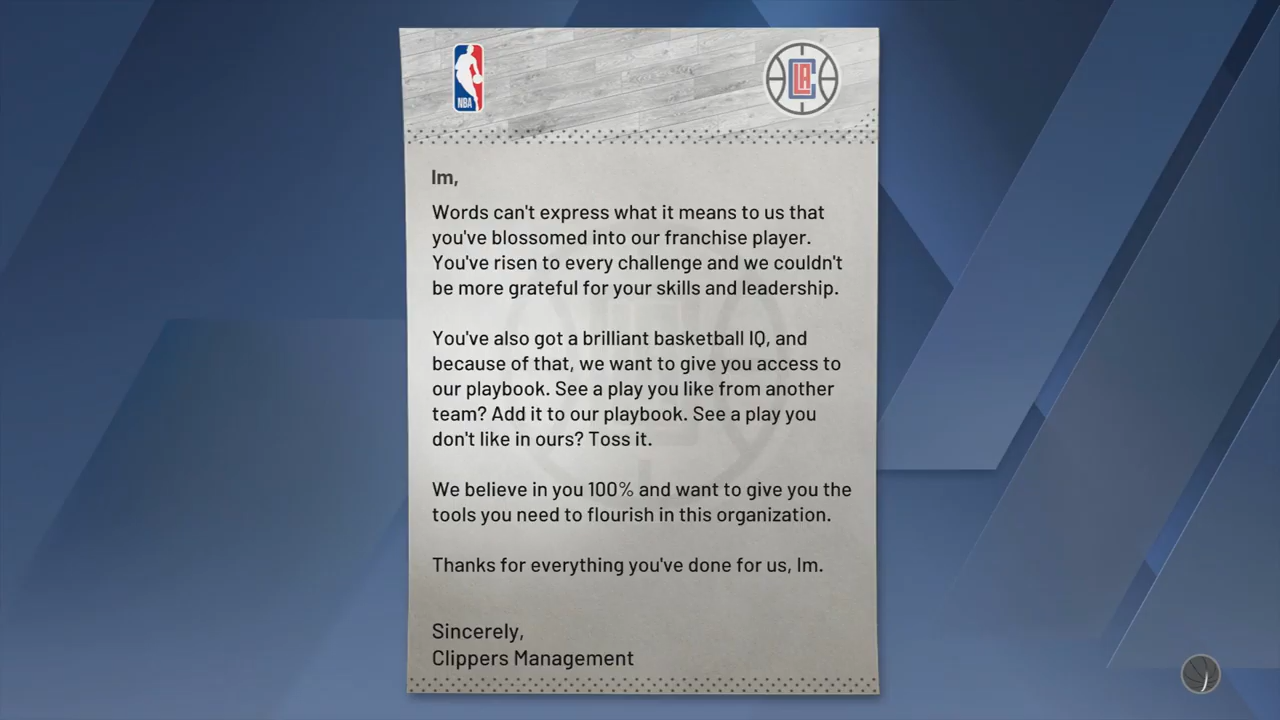 NBA
LA
Im,
Words can't express what it means to us that
you've blossomed into our franchise player.
You've risen to every challenge and we couldn't
be more grateful for your skills and leadership.
You've also got a brilliant basketball IQ, and
because of that, we want to give you access to
our playbook. See a play you like from another
team? Add it to our playbook. See a play you
don't like in ours? Toss it.
We believe in you 100% and want to give you the
tools you need to flourish in this organization.
Thanks for everything you've done for us, Im.
Sincerely,
Clippers Management